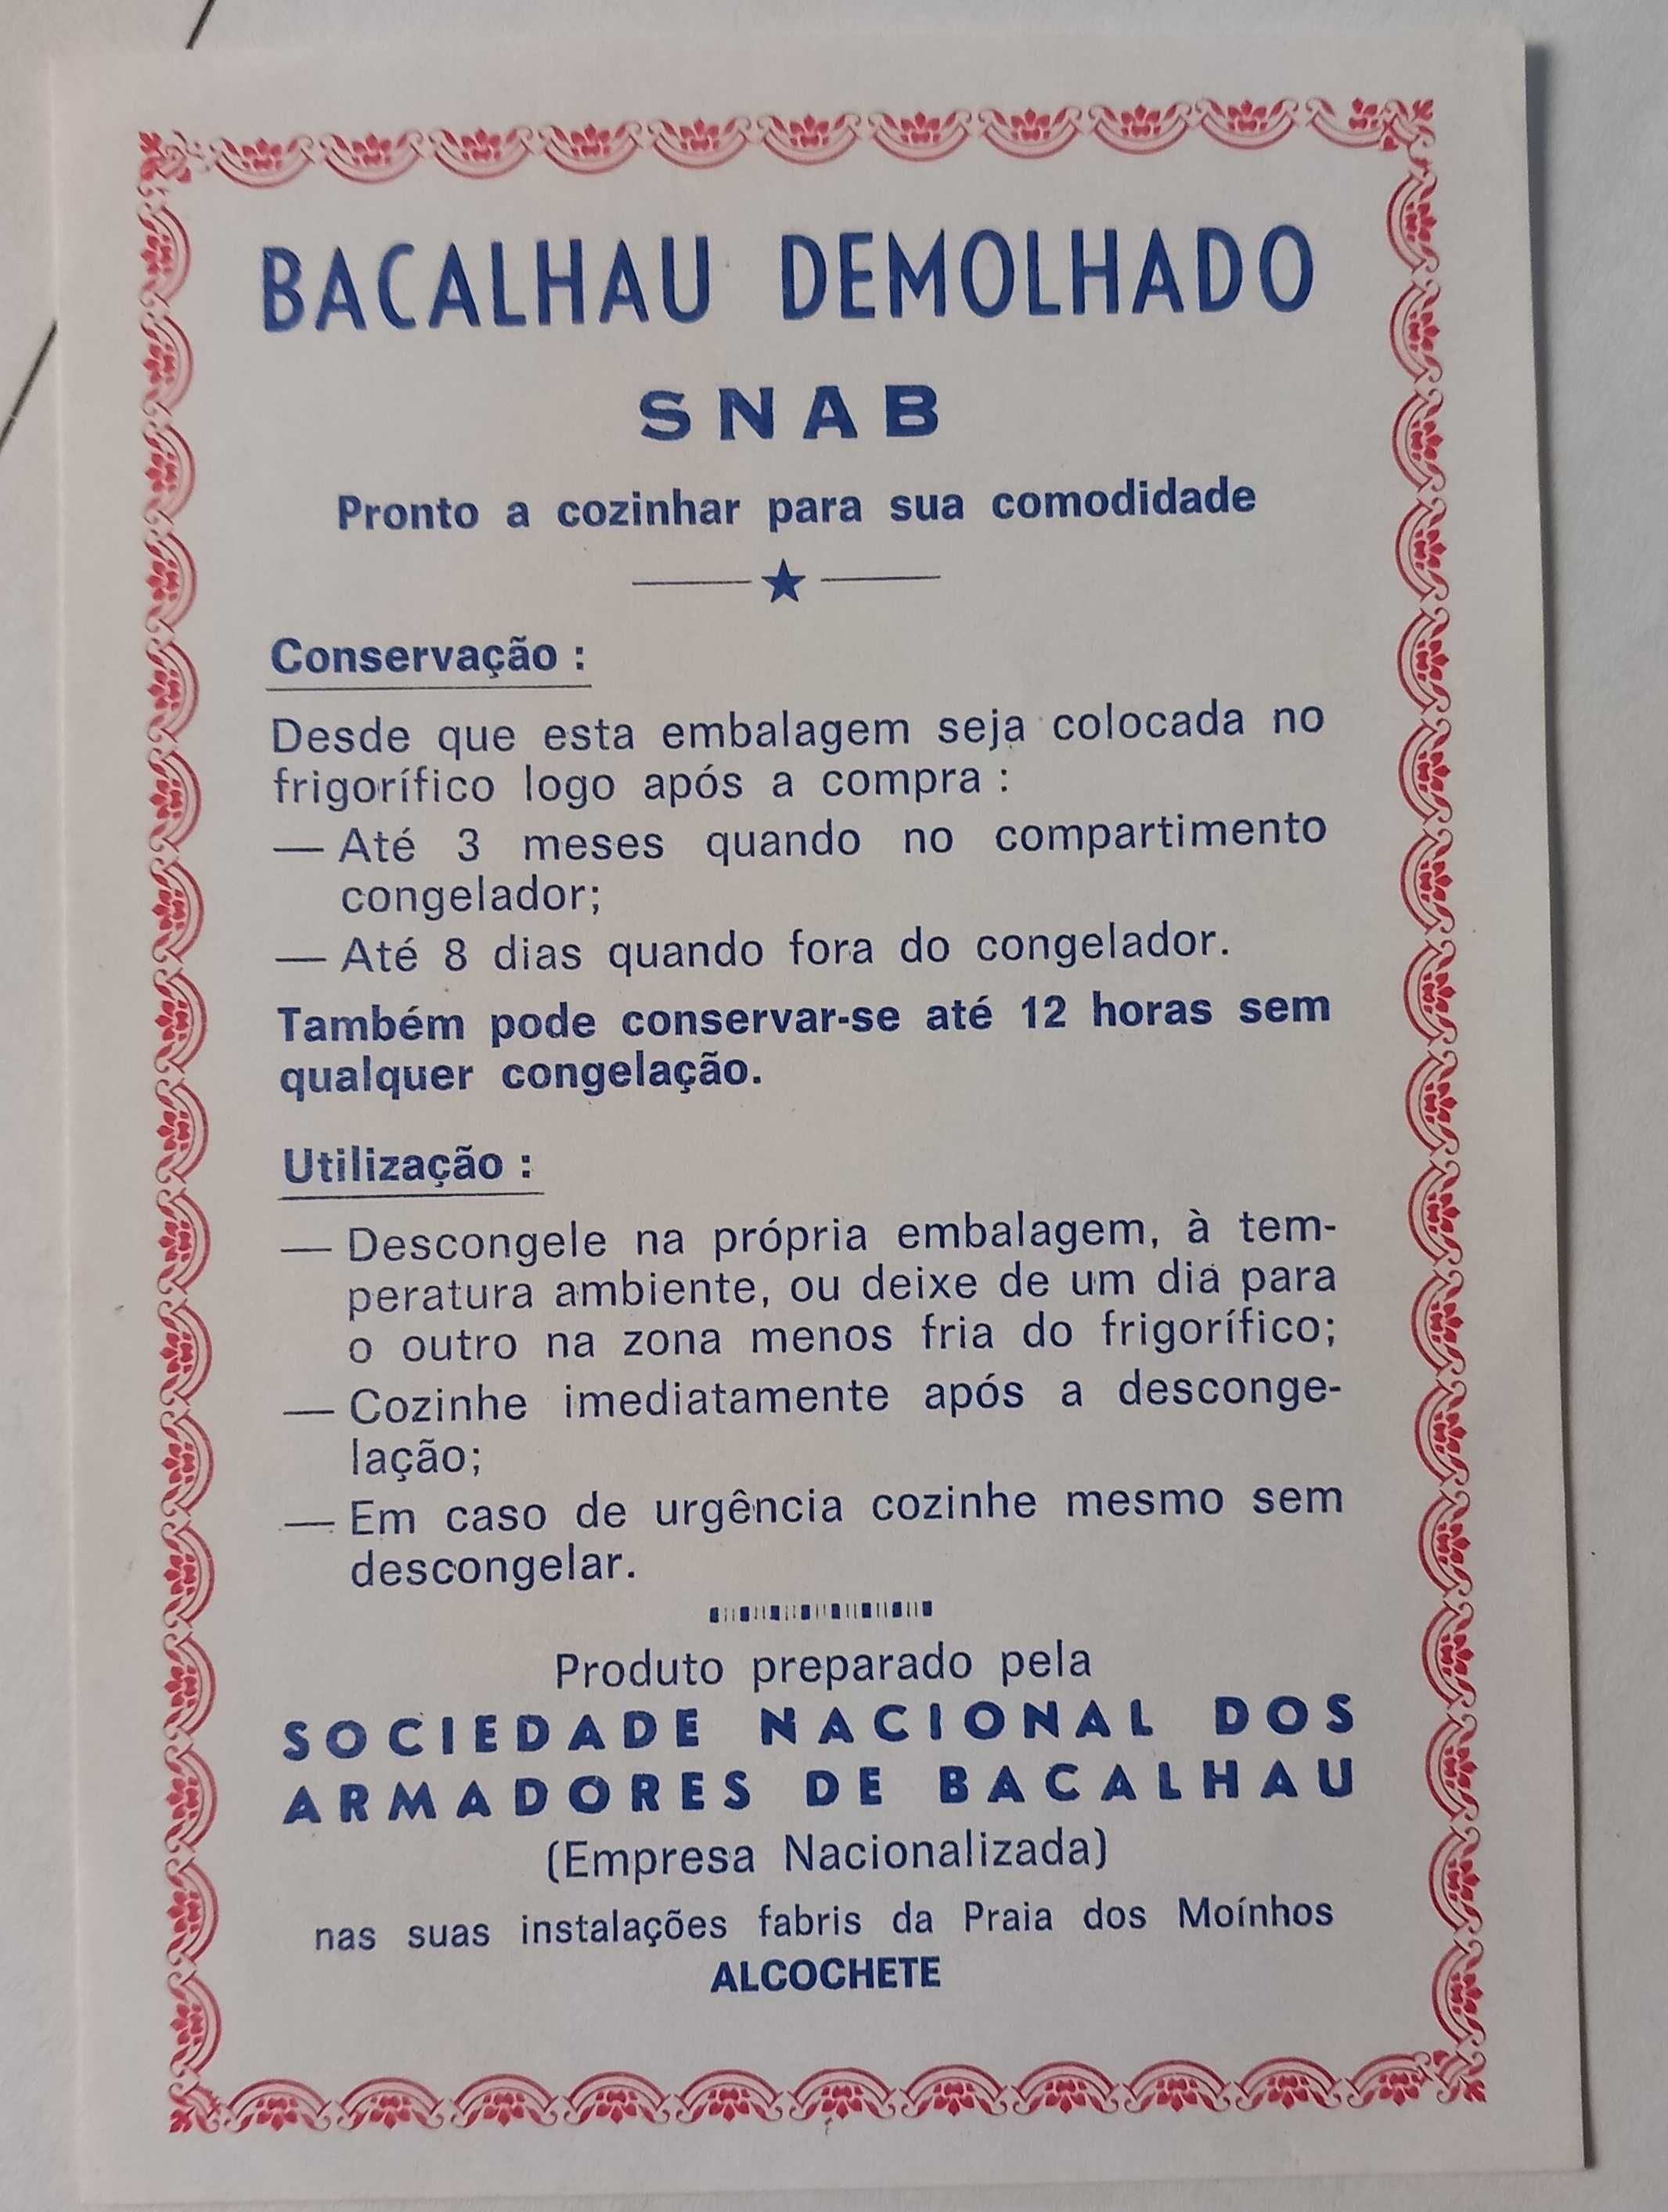 BACALHAU DEMOLHADO
SNAB
Pronto a cozinhar para sua comodidade
Conservação :
Desde que esta embalagem seja colocada no
frigorífico logo após a compra :
— Até 3 meses quando no compartimento
congelador;
— Até 8 dias quando fora do congelador.
Também pode conservar-se até 12 horas sem
qualquer congelação.
Utilização :
— Descongele na própria embalagem, à tem-
peratura ambiente, ou deixe de um dia para
o outro na zona menos fria do frigorífico;
— Cozinhe imediatamente após a desconge-
lação;
— Em caso de urgência cozinhe mesmo sem
descongelar.
Produto preparado pela
SOCIEDADE NACIONAL DOS
ARMADORES DE BACALHAU
(Empresa Nacionalizada)
nas suas instalações fabris da Praia dos Moínhos
ALCOCHETE